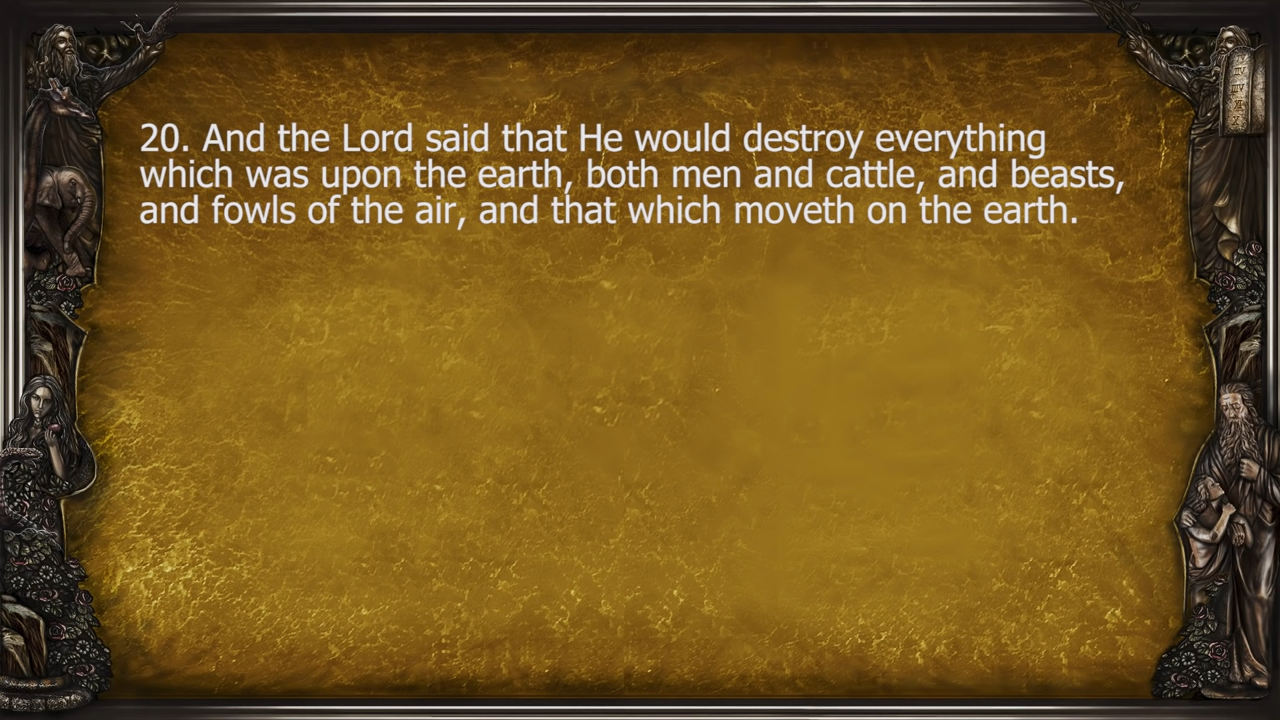 20. And the Lord said that He would destroy everything
which was upon the earth, both men and cattle, and beasts,
and fowls of the air, and that which moveth on the earth.